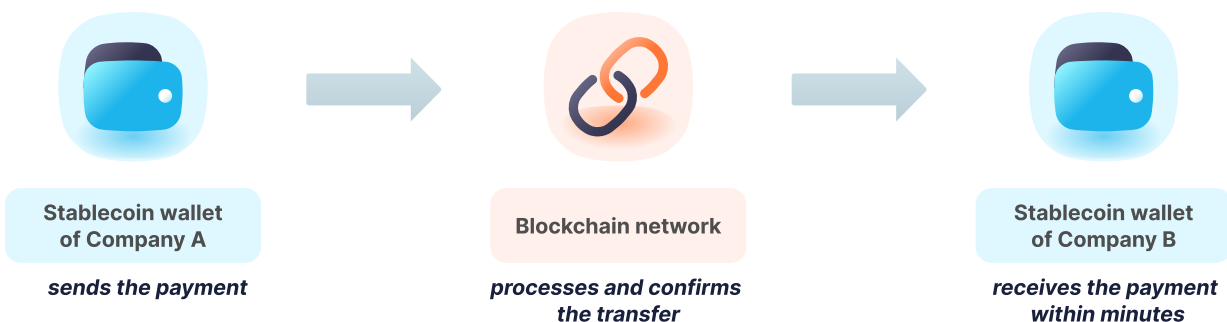 Stablecoin wallet
of Company A
sends the payment
Blockchain network
processes and confirms
the transfer
Stablecoin wallet
of Company B
receives the payment
within minutes